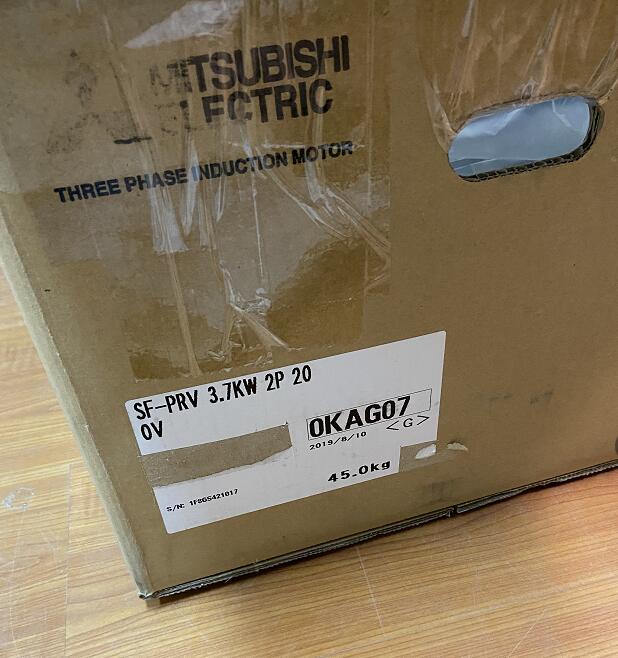 MITSUBISHI
ELECTRIC
THREE PHASE INDUCTION MOTOR
SF-PRV 3.7KW 2P 20
0V
0KAG07
2019/8/10 <G>
45.0kg
S/N: 1F8GS421017